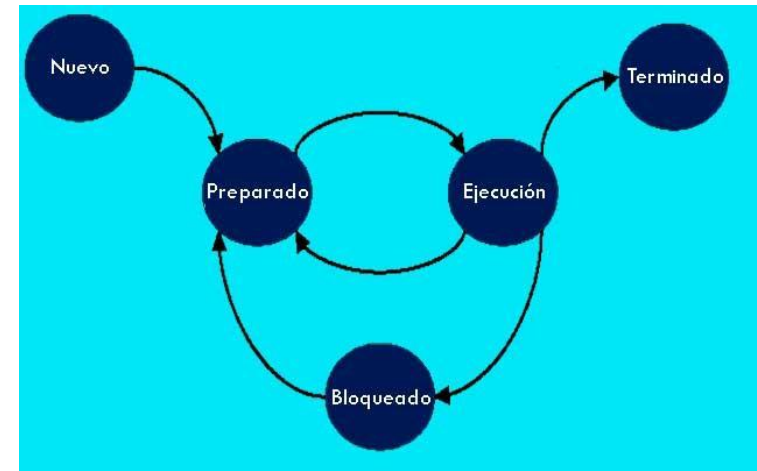 Nuevo
Terminado
Preparado
Ejecución
Bloqueado